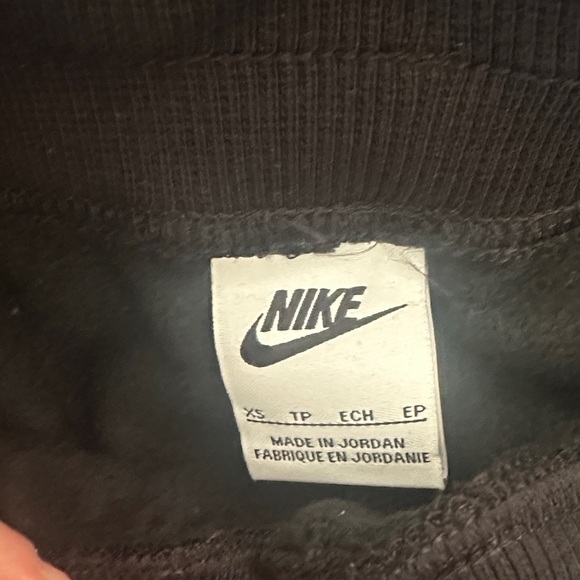 NIKE
XS TP ECH EP
MADE IN JORDAN
FABRIQUE EN JORDANIE